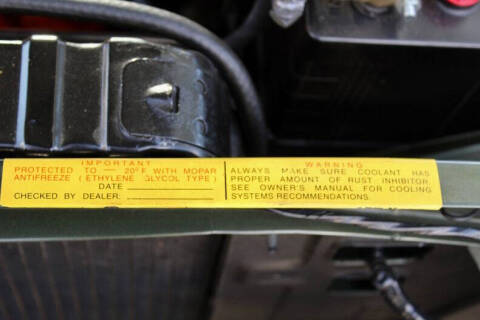 IMPORTANT
PROTECTED TO — 20° F WITH MOPAR
ANTIFREEZE (ETHYLENE GLYCOL TYPE)
DATE
CHECKED BY DEALER:
WARNING
ALWAYS MAKE SURE COOLANT HAS
PROPER AMOUNT OF RUST INHIBITOR.
SEE OWNER'S MANUAL FOR COOLING
SYSTEMS RECOMMENDATIONS.